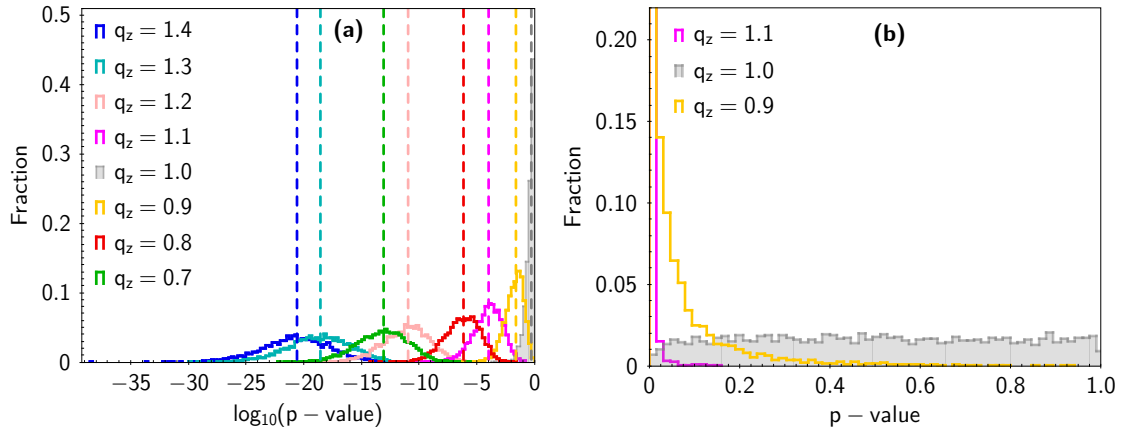 (a)
0.5
0.4
0.3
0.2
0.1
0
Fraction
q_z = 1.4
q_z = 1.3
q_z = 1.2
q_z = 1.1
q_z = 1.0
q_z = 0.9
q_z = 0.8
q_z = 0.7
−35 −30 −25 −20 −15 −10 −5 0
log₁₀(p − value)
(b)
0.20
0.15
0.10
0.05
0
Fraction
q_z = 1.1
q_z = 1.0
q_z = 0.9
0 0.2 0.4 0.6 0.8 1.0
p − value